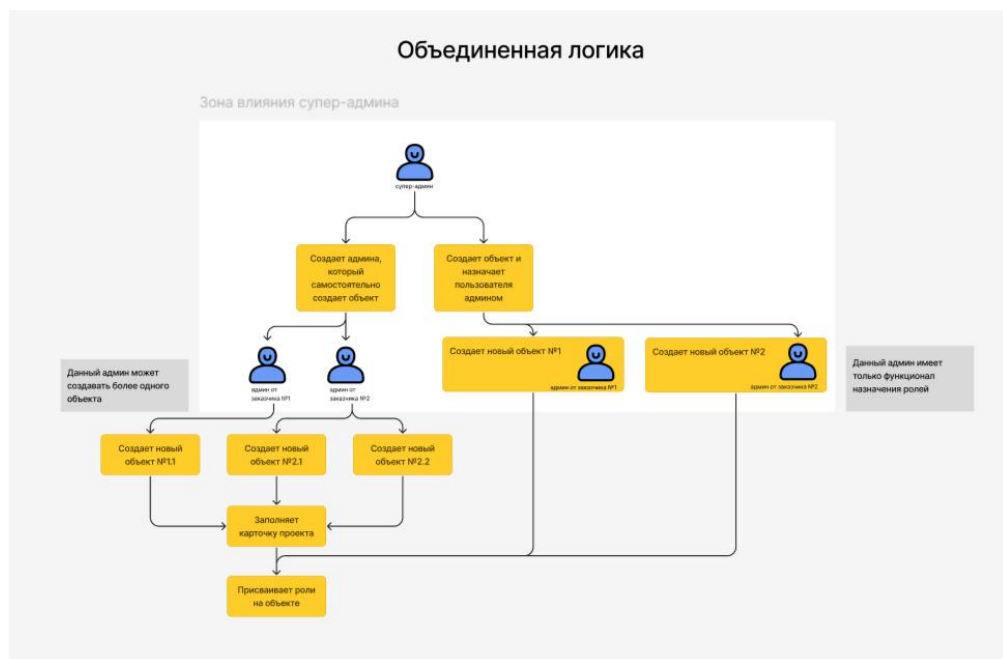 Объединенная логика
Зона влияния супер-админа
супер-админ
Создает админа,
который
самостоятельно
создает объект
Создает объект и
назначает
пользователя
админом
Данный админ может
создавать более одного
объекта
админ от
заказчика №1
админ от
заказчика №2
Создает новый объект №1
админ от заказчика №1
Создает новый объект №2
админ от заказчика №2
Данный админ имеет
только функционал
назначения ролей
Создает новый
объект №1.1
Создает новый
объект №2.1
Создает новый
объект №2.2
Заполняет
карточку проекта
Присваивает роли
на объекте